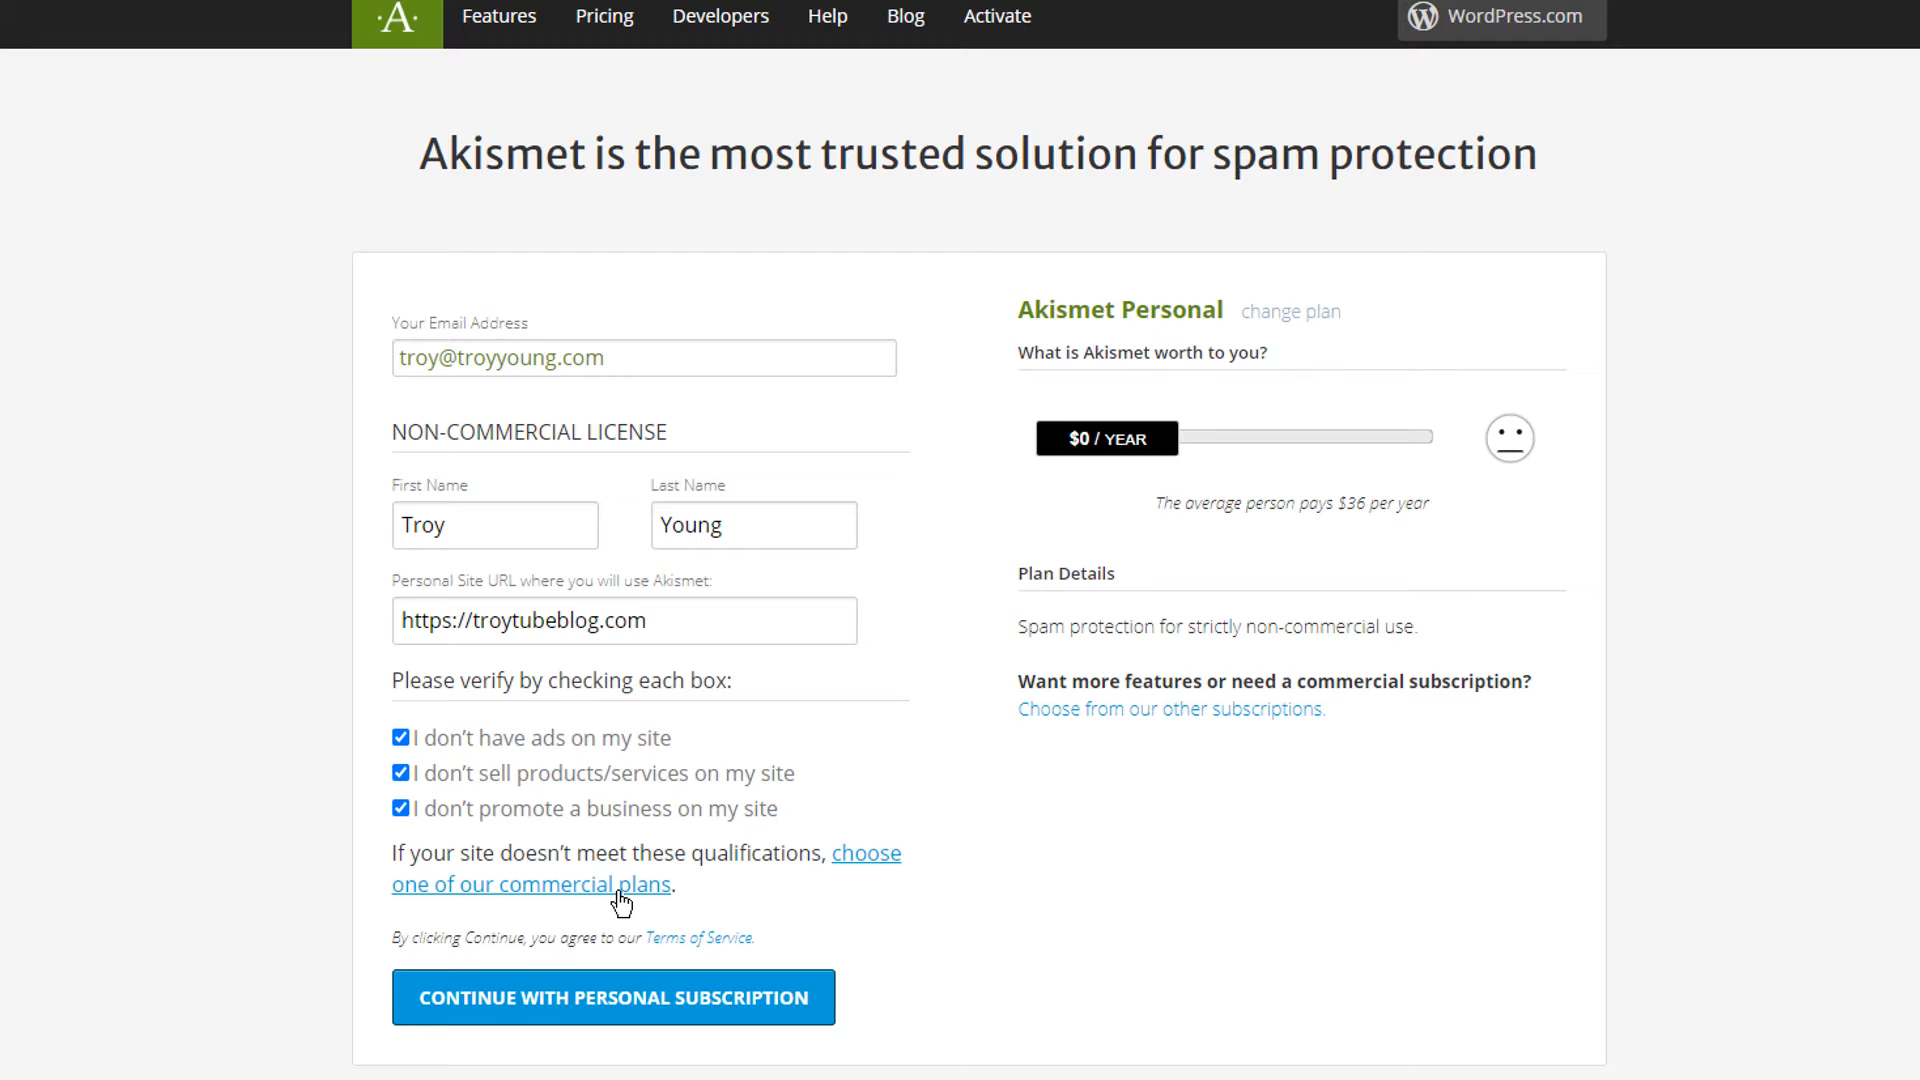 ·A· Features Pricing Developers Help Blog Activate WordPress.com
Akismet is the most trusted solution for spam protection
Your Email Address
troy@troyyoung.com
NON-COMMERCIAL LICENSE
First Name Last Name
Troy Young
Personal Site URL where you will use Akismet:
https://troytubeblog.com
Please verify by checking each box:
I don’t have ads on my site
I don’t sell products/services on my site
I don’t promote a business on my site
If your site doesn’t meet these qualifications, choose
one of our commercial plans.
By clicking Continue, you agree to our Terms of Service.
CONTINUE WITH PERSONAL SUBSCRIPTION
Akismet Personal change plan
What is Akismet worth to you?
$0 / YEAR
The average person pays $36 per year
Plan Details
Spam protection for strictly non-commercial use.
Want more features or need a commercial subscription?
Choose from our other subscriptions.